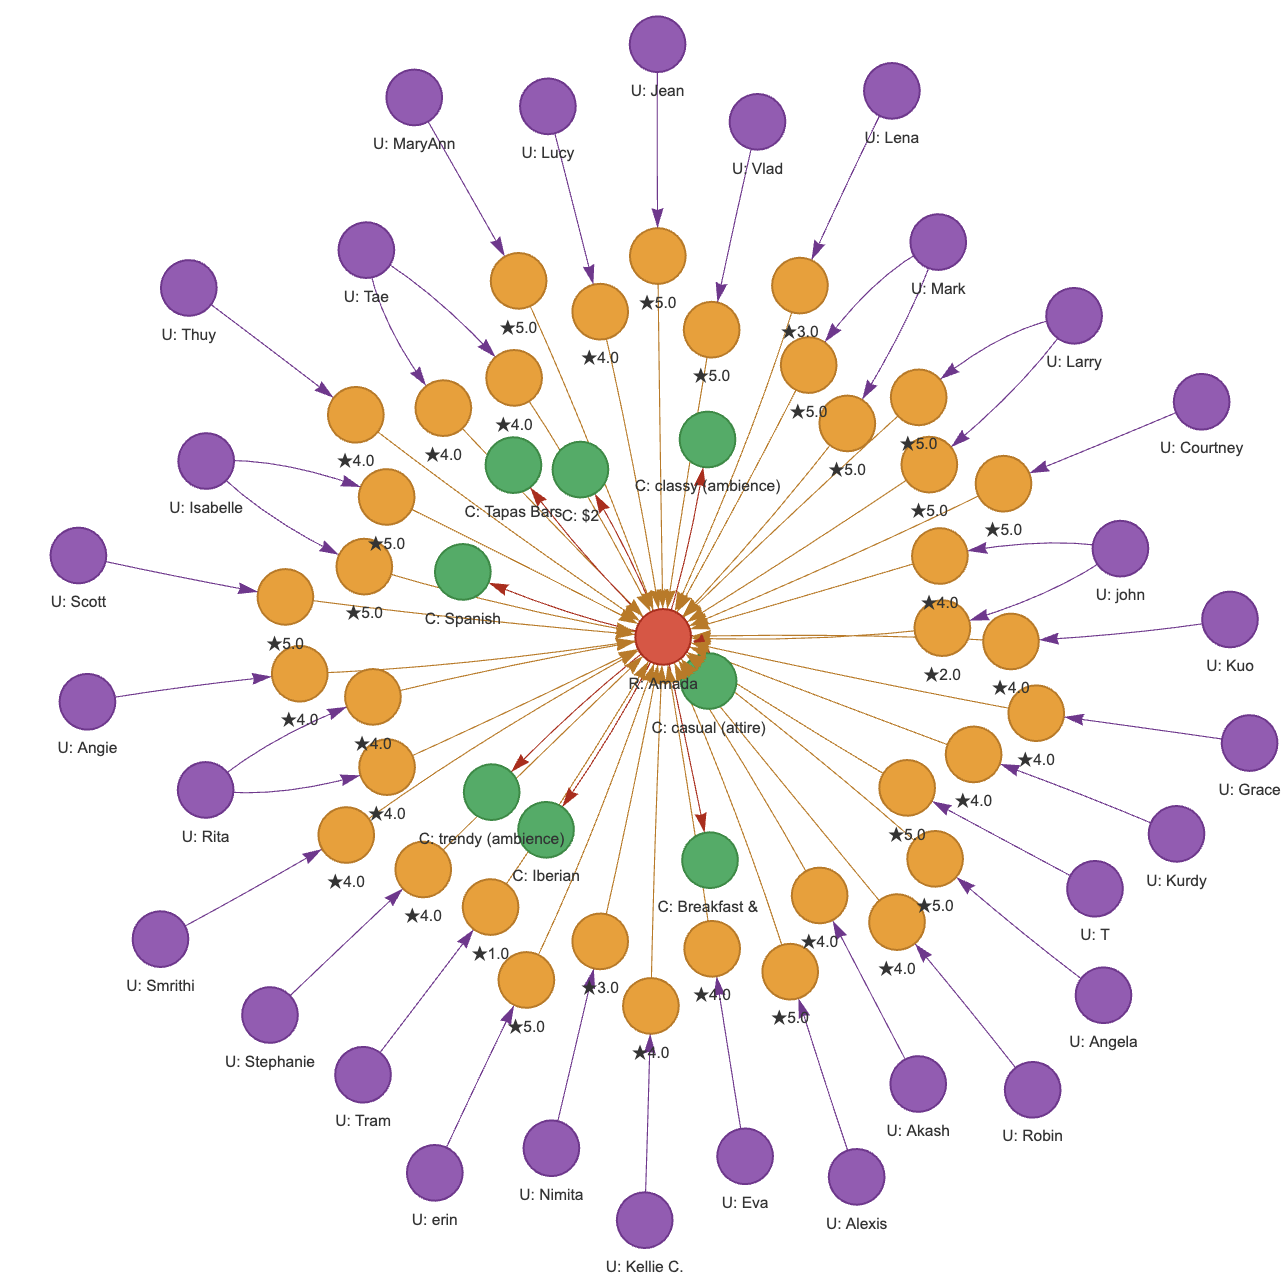 U: Jean
U: MaryAnn
U: Lucy
U: Lena
U: Vlad
U: Tae
U: Mark
★5.0
U: Thuy
★5.0
★3.0
★4.0
U: Larry
★5.0
★5.0
★4.0
★5.0
U: Courtney
★4.0
★4.0
★5.0
C: classy (ambience)
U: Isabelle
C: Tapas Bars
C: $2
★5.0
★5.0
★5.0
U: john
U: Scott
★4.0
★5.0
C: Spanish
★5.0
U: Kuo
★2.0
R: Amada
★4.0
★4.0
C: casual (attire)
U: Angie
★4.0
★4.0
U: Grace
★4.0
★4.0
U: Rita
★5.0
C: trendy (ambience)
U: Kurdy
★4.0
C: Iberian
★5.0
C: Breakfast &
★4.0
U: T
★4.0
★1.0
★4.0
U: Smrithi
★3.0
★4.0
★5.0
★5.0
U: Angela
★4.0
U: Stephanie
U: Tram
U: Akash
U: Robin
U: Nimita
U: Eva
U: erin
U: Alexis
U: Kellie C.